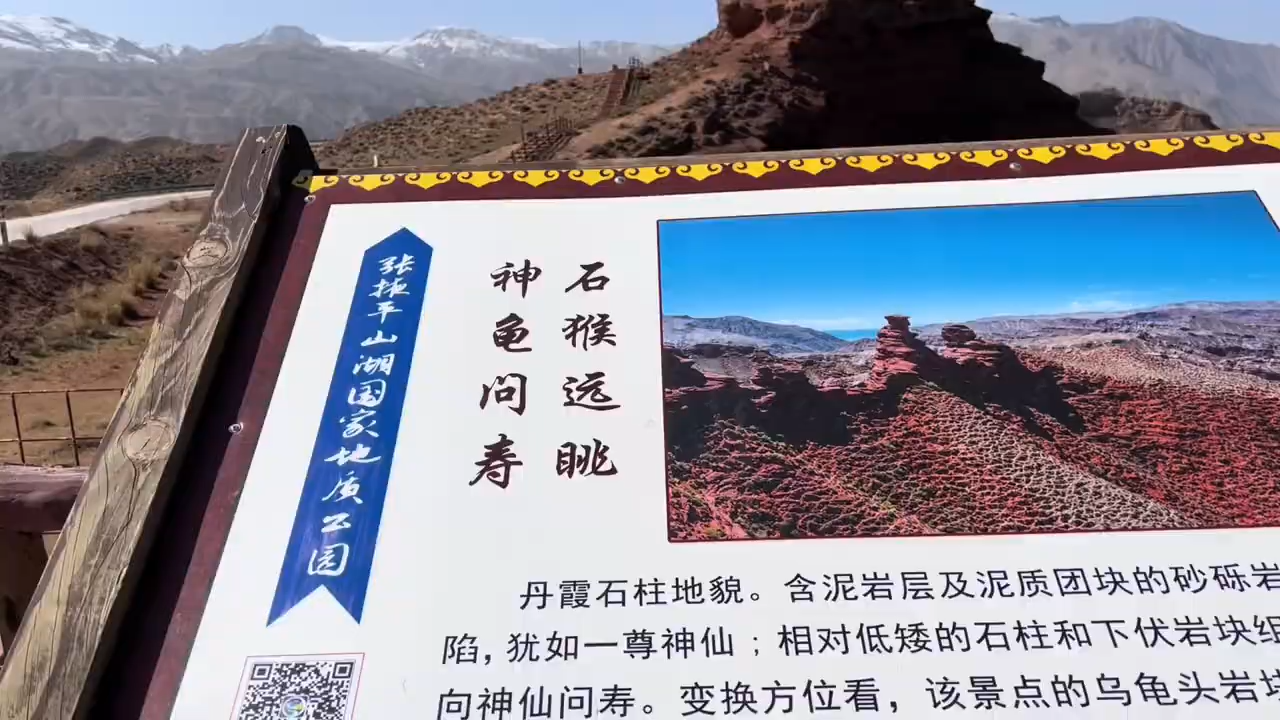 张掖平山湖国家地质公园
石猴远眺
神龟问寿
丹霞石柱地貌。含泥岩层及泥质团块的砂砾岩
陷，犹如一尊神仙；相对低矮的石柱和下伏岩块组
向神仙问寿。变换方位看，该景点的乌龟头岩块